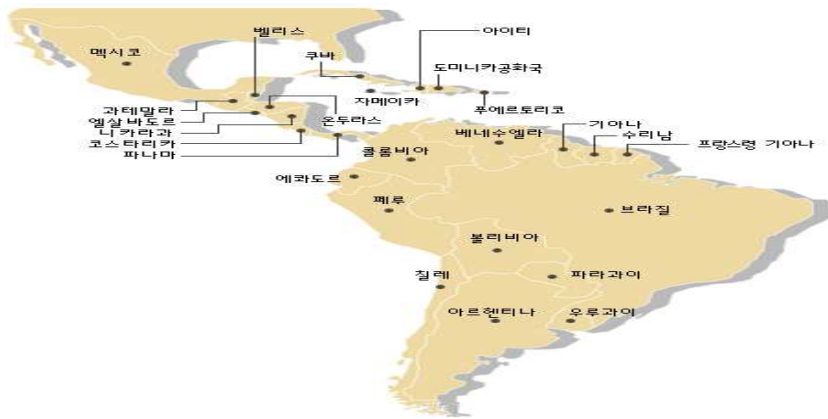 벨리스
아이티
멕시코
쿠바
도미니카공화국
자메이카
푸에르토리코
과테말라
엘살바도르
온두라스
니카라과
코스타리카
파나마
베네수엘라
기아나
수리남
프랑스령 기아나
콜롬비아
에콰도르
페루
브라질
볼리비아
칠레
파라과이
아르헨티나
우루과이